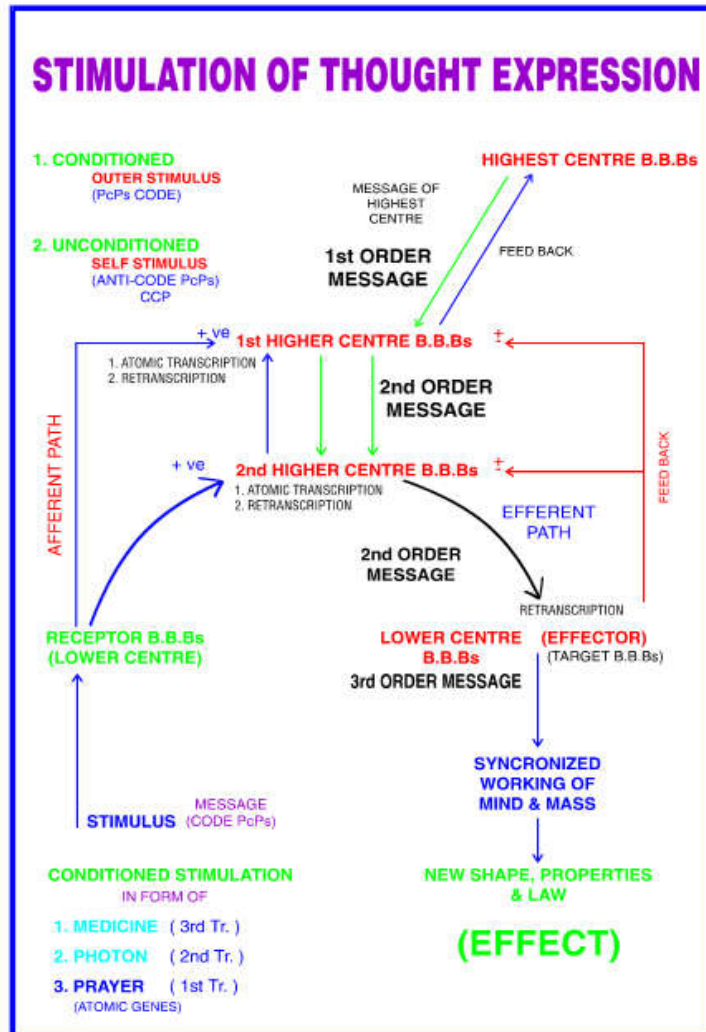 STIMULATION OF THOUGHT EXPRESSION
1. CONDITIONED
OUTER STIMULUS
(PcPs CODE)
2. UNCONDITIONED
SELF STIMULUS
(ANTI-CODE PcPs)
CCP
HIGHEST CENTRE B.B.Bs
MESSAGE OF
HIGHEST
CENTRE
1st ORDER
MESSAGE
FEED BACK
+ ve
1st HIGHER CENTRE B.B.Bs
±
1. ATOMIC TRANSCRIPTION
2. RETRANSCRIPTION
2nd ORDER
MESSAGE
AFFERENT PATH
FEED BACK
+ ve
2nd HIGHER CENTRE B.B.Bs
±
1. ATOMIC TRANSCRIPTION
2. RETRANSCRIPTION
EFFERENT
PATH
2nd ORDER
MESSAGE
RETRANSCRIPTION
RECEPTOR B.B.Bs
(LOWER CENTRE)
LOWER CENTRE (EFFECTOR)
B.B.Bs (TARGET B.B.Bs)
3rd ORDER MESSAGE
SYNCRONIZED
WORKING OF
MIND & MASS
STIMULUS
MESSAGE
(CODE PcPs)
CONDITIONED STIMULATION
IN FORM OF
1. MEDICINE ( 3rd Tr. )
2. PHOTON ( 2nd Tr. )
3. PRAYER ( 1st Tr. )
(ATOMIC GENES)
NEW SHAPE, PROPERTIES
& LAW
(EFFECT)